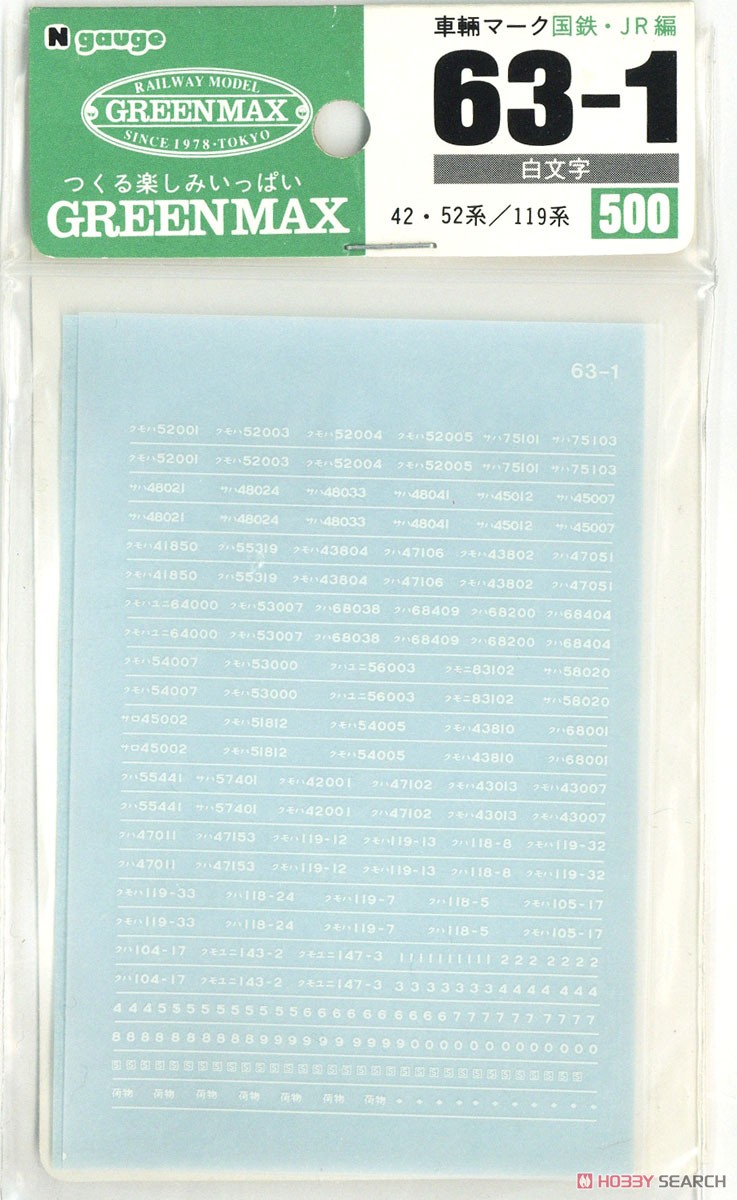 N gauge
RAILWAY MODEL
GREENMAX
SINCE 1978・TOKYO
つくる楽しみいっぱい
GREENMAX
車輛マーク国鉄・JR編
63-1
白文字
42・52系／119系 500
63-1
クモハ52001 クモハ52003 クモハ52004 クモハ52005 サハ75101 サハ75103
クモハ52001 クモハ52003 クモハ52004 クモハ52005 サハ75101 サハ75103
サハ48021 サハ48024 サハ48033 サハ48041 サハ45012 サハ45007
サハ48021 サハ48024 サハ48033 サハ48041 サハ45012 サハ45007
クモハ41850 クハ55319 クモハ43804 クハ47106 クモハ43802 クハ47051
クモハ41850 クハ55319 クモハ43804 クハ47106 クモハ43802 クハ47051
クモハユニ64000 クモハ53007 クハ68038 クハ68409 クハ68200 クハ68404
クモハユニ64000 クモハ53007 クハ68038 クハ68409 クハ68200 クハ68404
クモハ54007 クモハ53000 クハユニ56003 クモニ83102 サハ58020
クモハ54007 クモハ53000 クハユニ56003 クモニ83102 サハ58020
サロ45002 クモハ51812 クモハ54005 クモハ43810 クハ68001
サロ45002 クモハ51812 クモハ54005 クモハ43810 クハ68001
クハ55441 サハ57401 クモハ42001 クハ47102 クモハ43013 クモハ43007
クハ55441 サハ57401 クモハ42001 クハ47102 クモハ43013 クモハ43007
クハ47011 クハ47153 クモハ119-12 クモハ119-13 クハ118-8 クモハ119-32
クハ47011 クハ47153 クモハ119-12 クモハ119-13 クハ118-8 クモハ119-32
クモハ119-33 クハ118-24 クモハ119-7 クハ118-5 クモハ105-17
クモハ119-33 クハ118-24 クモハ119-7 クハ118-5 クモハ105-17
クハ104-17 クモユニ143-2 クモユニ147-3 1111111111 2222222
クハ104-17 クモユニ143-2 クモユニ147-3 3333333344444
4445555555555666666666667777777777
8888888888999999999990000000000000
荷物 荷物 荷物 荷物 荷物 荷物 荷物
HOBBY SEARCH